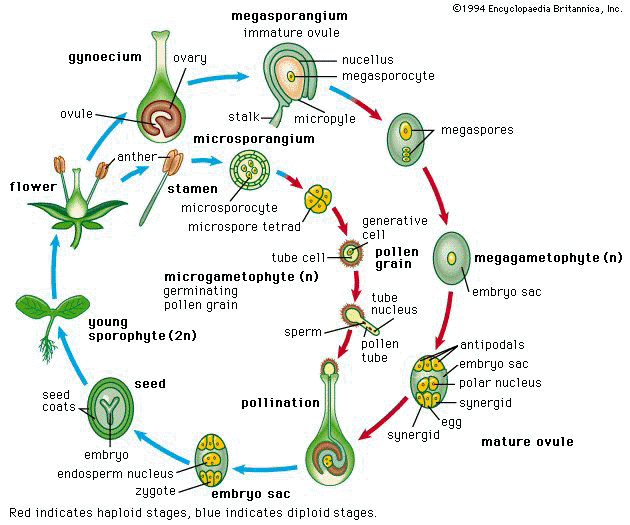 ©1994 Encyclopaedia Britannica, Inc.
megasporangium
immature ovule
gynoecium
ovary
ovule
nucellus
megasporocyte
stalk
micropyle
megaspores
microsporangium
anther
flower
stamen
microsporocyte
microspore tetrad
generative
cell
tube cell
pollen
grain
megagametophyte (n)
embryo sac
microgametophyte (n)
germinating
pollen grain
tube
nucleus
sperm
pollen
tube
young
sporophyte (2n)
antipodals
embryo sac
polar nucleus
synergid
egg
synergid
mature ovule
seed
seed
coats
embryo
pollination
endosperm nucleus
zygote
embryo sac
Red indicates haploid stages, blue indicates diploid stages.